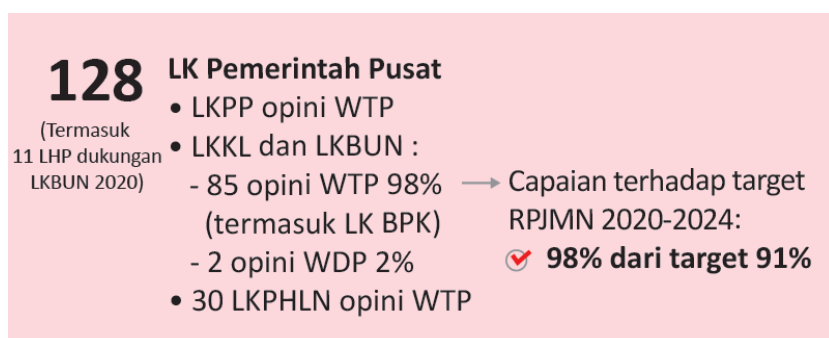 128
(Termasuk
11 LHP dukungan
LKBUN 2020)
LK Pemerintah Pusat
• LKPP opini WTP
• LKKL dan LKBUN :
- 85 opini WTP 98%
(termasuk LK BPK)
- 2 opini WDP 2%
• 30 LKPHLN opini WTP
Capaian terhadap target
RPJMN 2020-2024:
98% dari target 91%